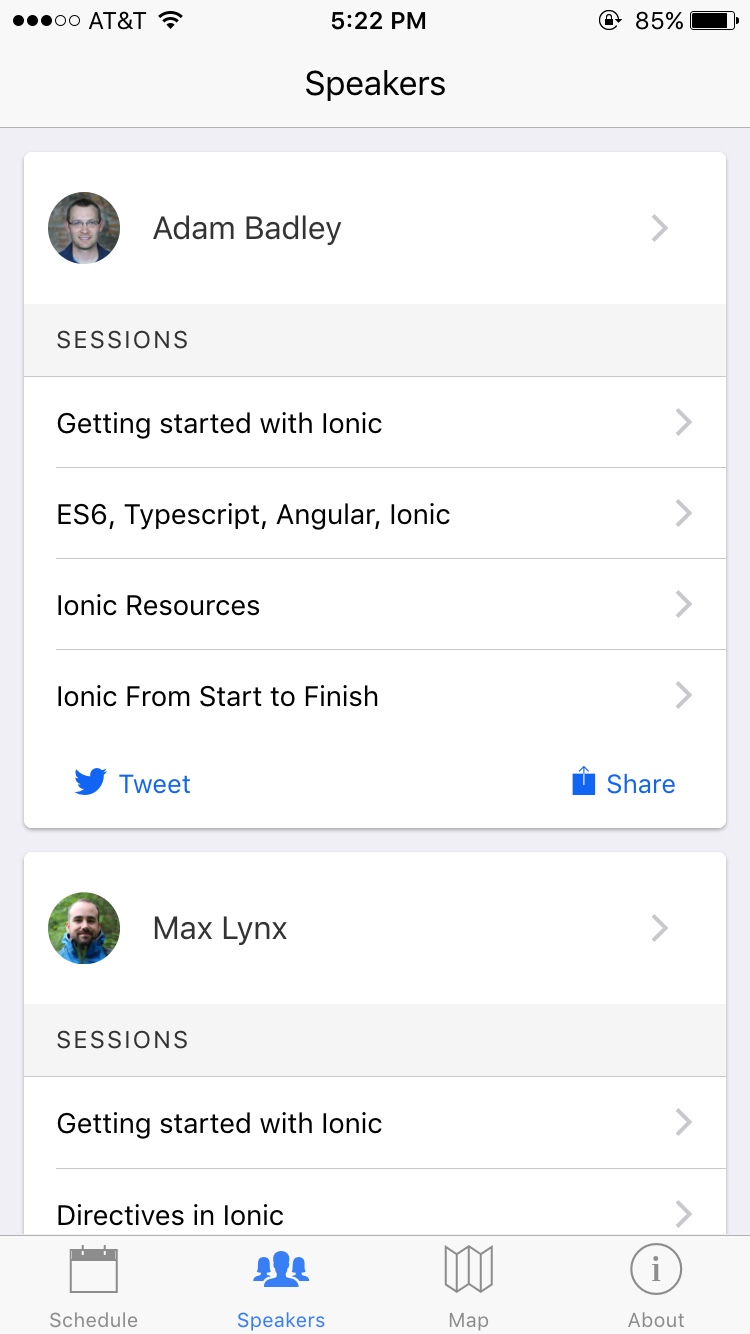 AT&T 5:22 PM 85%
Speakers
Adam Badley
SESSIONS
Getting started with Ionic
ES6, Typescript, Angular, Ionic
Ionic Resources
Ionic From Start to Finish
Tweet Share
Max Lynx
SESSIONS
Getting started with Ionic
Directives in Ionic
Schedule Speakers Map About